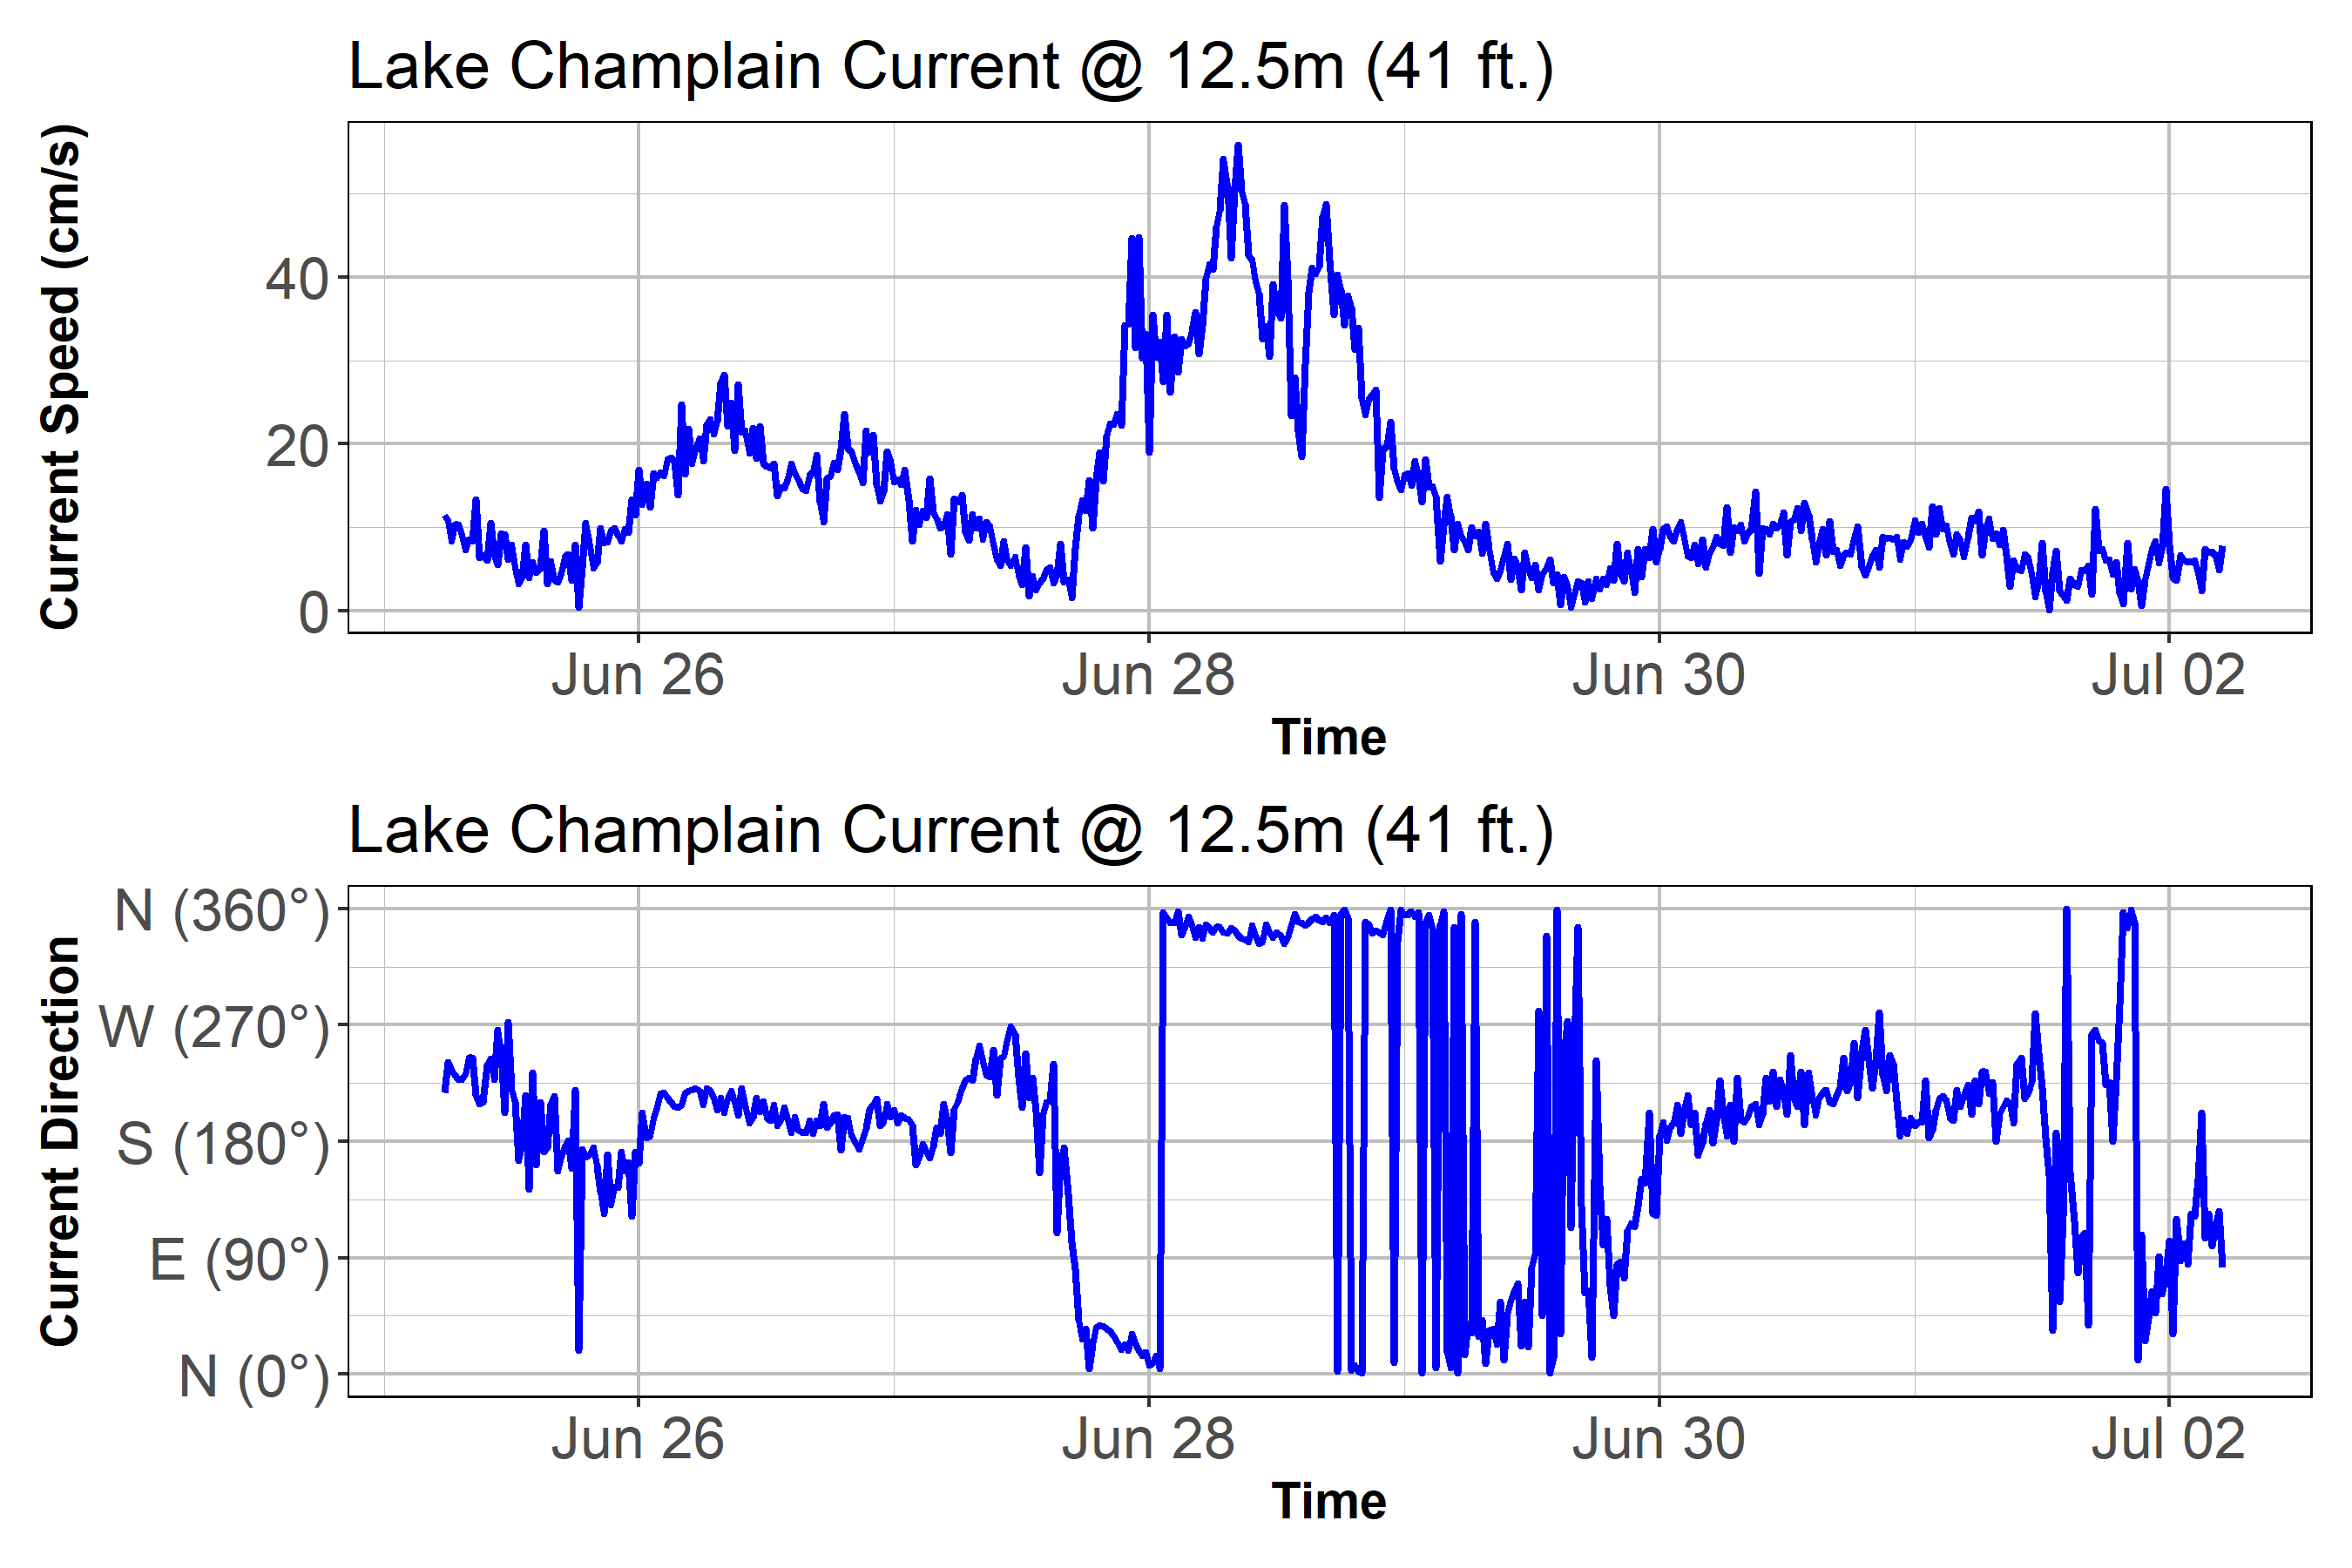 Lake Champlain Current @ 12.5m (41 ft.)
Current Speed (cm/s)
40
20
0
Jun 26
Jun 28
Jun 30
Jul 02
Time
Lake Champlain Current @ 12.5m (41 ft.)
Current Direction
N (360°)
W (270°)
S (180°)
E (90°)
N (0°)
Jun 26
Jun 28
Jun 30
Jul 02
Time